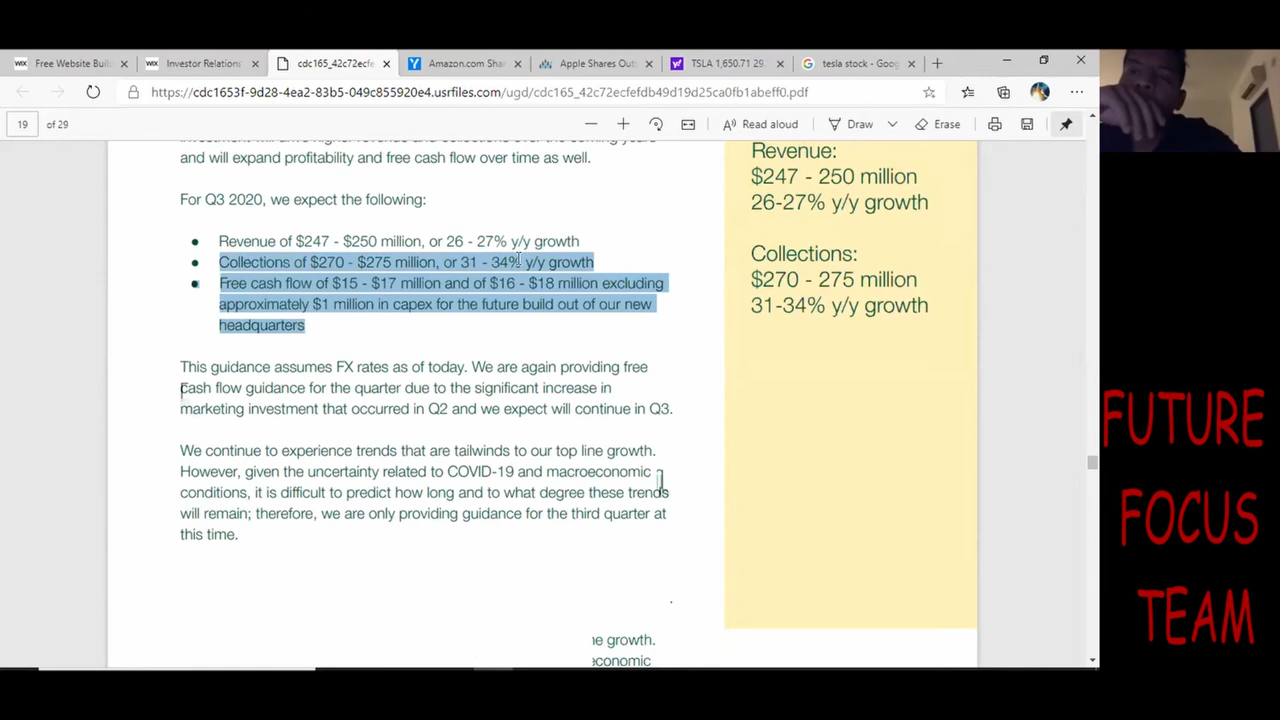 Free Website Buil
Investor Relations
cdc165_42c72ecfe
Amazon.com Sha
Apple Shares Out
TSLA 1,650.71 29.
tesla stock - Goog
https://cdc1653f-9d28-4ea2-83b5-049c855920e4.usrfiles.com/ugd/cdc165_42c72ecfefdb49d19d25ca0fb1abeff0.pdf
19 of 29
Read aloud
Draw
Erase
and will expand profitability and free cash flow over time as well.
For Q3 2020, we expect the following:
● Revenue of $247 - $250 million, or 26 - 27% y/y growth
● Collections of $270 - $275 million, or 31 - 34% y/y growth
● Free cash flow of $15 - $17 million and of $16 - $18 million excluding
approximately $1 million in capex for the future build out of our new
headquarters
This guidance assumes FX rates as of today. We are again providing free
cash flow guidance for the quarter due to the significant increase in
marketing investment that occurred in Q2 and we expect will continue in Q3.
We continue to experience trends that are tailwinds to our top line growth.
However, given the uncertainty related to COVID-19 and macroeconomic
conditions, it is difficult to predict how long and to what degree these trends
will remain; therefore, we are only providing guidance for the third quarter at
this time.
ne growth.
economic
Revenue:
$247 - 250 million
26-27% y/y growth
Collections:
$270 - 275 million
31-34% y/y growth
FUTURE
FOCUS
TEAM